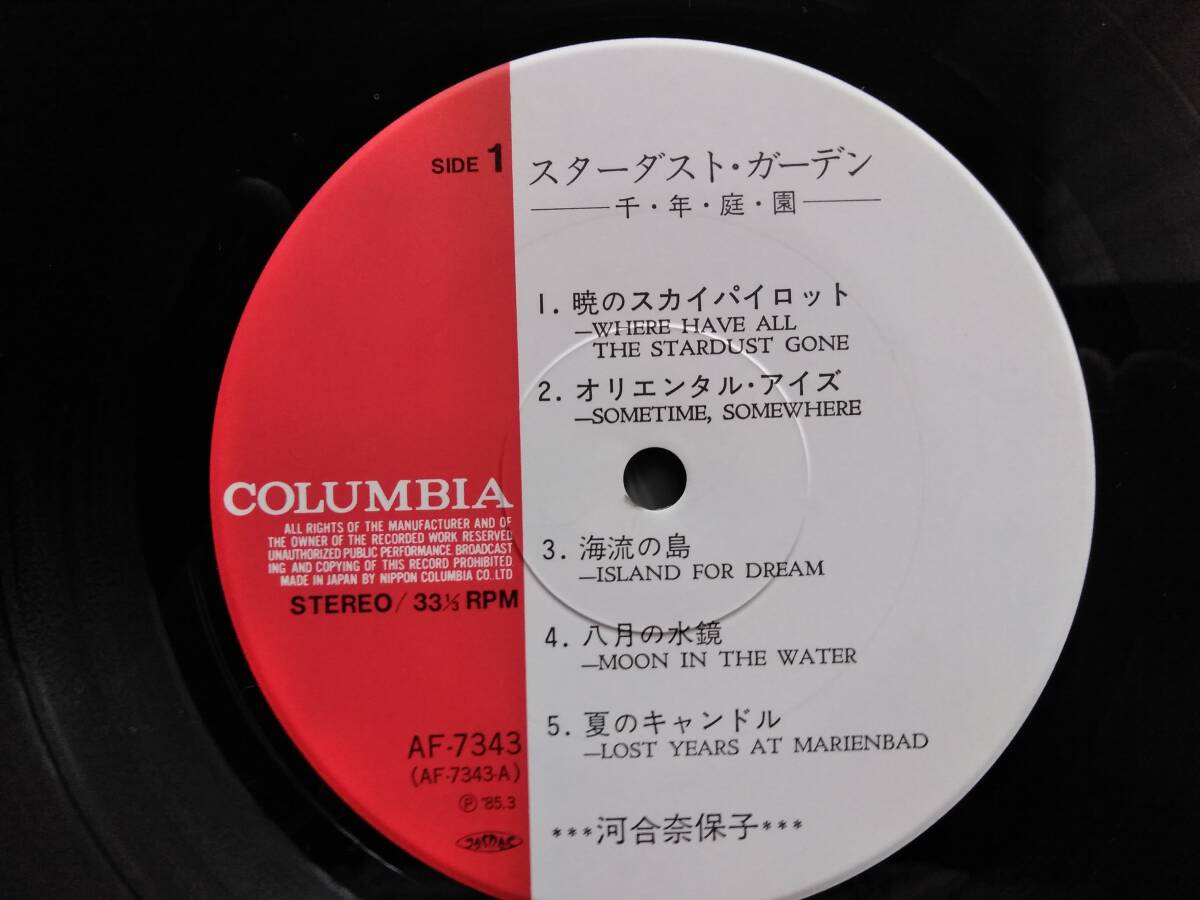 SIDE 1
スターダスト・ガーデン
千・年・庭・園
1. 暁のスカイパイロット
—WHERE HAVE ALL
THE STARDUST GONE
2. オリエンタル・アイズ
—SOMETIME, SOMEWHERE
COLUMBIA
ALL RIGHTS OF THE MANUFACTURER AND OF
THE OWNER OF THE RECORDED WORK RESERVED
UNAUTHORIZED PUBLIC PERFORMANCE BROADCAST
ING AND COPYING OF THIS RECORD PROHIBITED
MADE IN JAPAN BY NIPPON COLUMBIA CO., LTD
STEREO/ 33⅓ RPM
3. 海流の島
—ISLAND FOR DREAM
4. 八月の水鏡
—MOON IN THE WATER
5. 夏のキャンドル
—LOST YEARS AT MARIENBAD
AF-7343
(AF-7343-A)
Ⓟ '85.3
JASRAC
***河合奈保子***